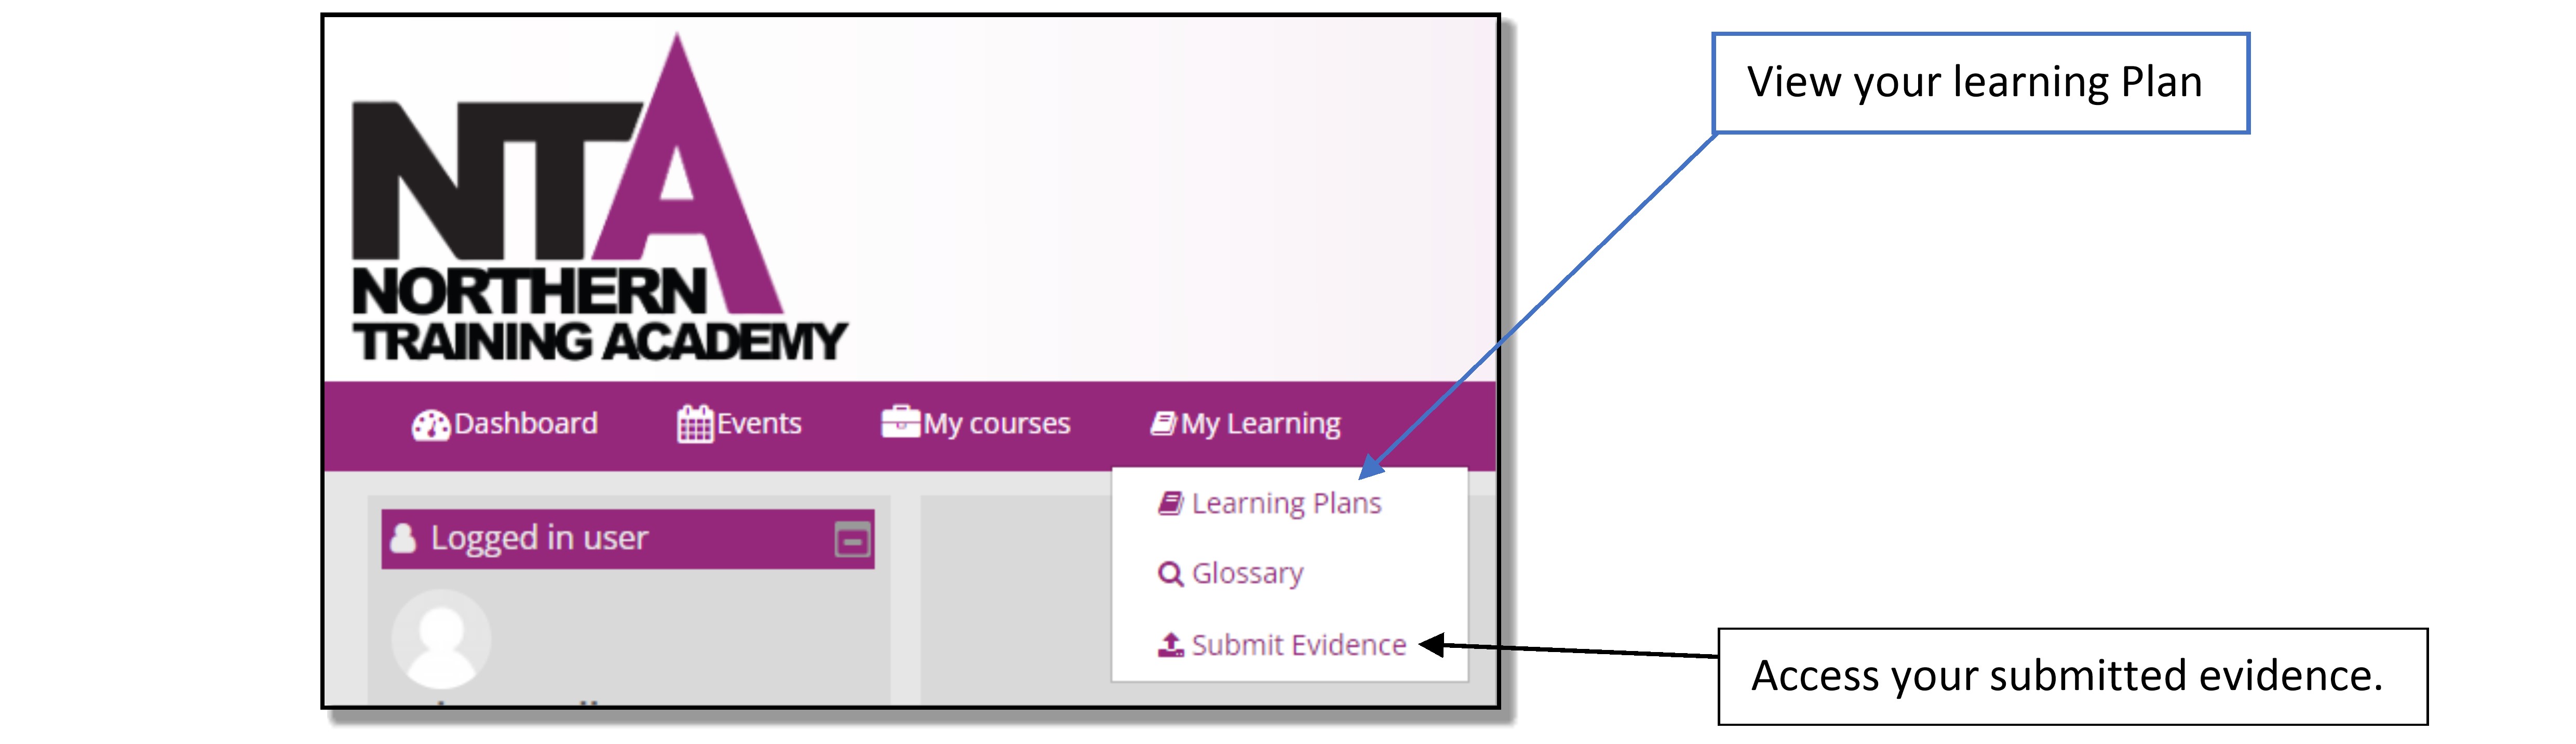 NTA
NORTHERN
TRAINING ACADEMY
View your learning Plan
Dashboard Events My courses My Learning
Learning Plans
Logged in user
Glossary
Submit Evidence
Access your submitted evidence.